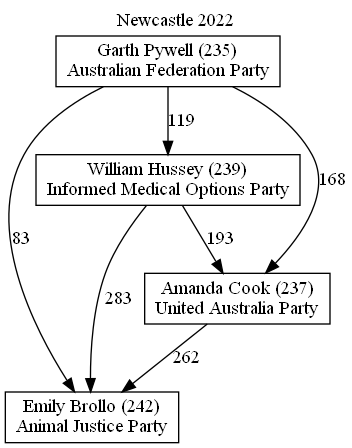 Newcastle 2022
Garth Pywell (235)
Australian Federation Party
119
William Hussey (239)
Informed Medical Options Party
168
83
283
193
Amanda Cook (237)
United Australia Party
262
Emily Brollo (242)
Animal Justice Party